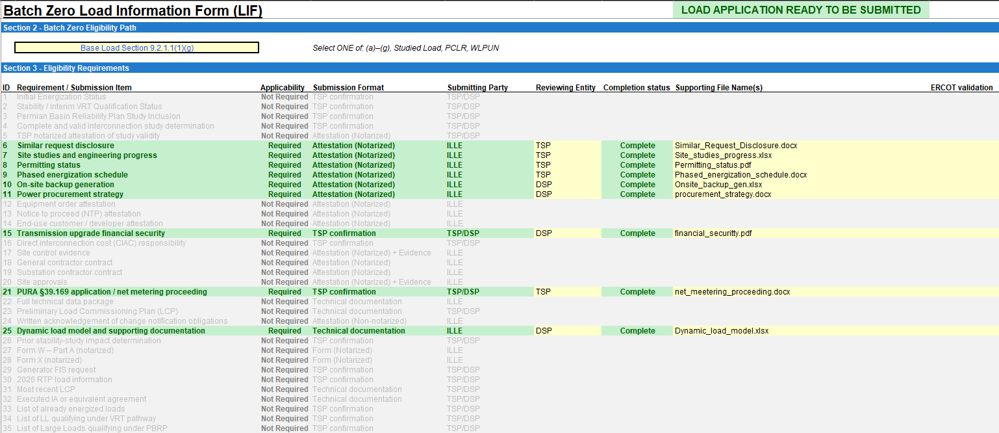 Batch Zero Load Information Form (LIF) LOAD APPLICATION READY TO BE SUBMITTED
Section 2 - Batch Zero Eligibility Path
Base Load Section 9.2.1.1(1)(g) Select ONE of: (a)–(g), Studied Load, PCLR, WLPUN
Section 3 - Eligibility Requirements
ID Requirement / Submission Item Applicability Submission Format Submitting Party Reviewing Entity Completion status Supporting File Name(s) ERCOT validation
1 Initial Energization Status Not Required TSP confirmation TSP/DSP
2 Stability / Interim VRT Qualification Status Not Required TSP confirmation TSP/DSP
3 Permian Basin Reliability Plan Study Inclusion Not Required TSP confirmation TSP/DSP
4 Complete and valid interconnection study determination Not Required TSP confirmation TSP/DSP
5 TSP notarized attestation of study validity Not Required Attestation (Notarized) TSP/DSP
6 Similar request disclosure Required Attestation (Notarized) ILLE TSP Complete Similar_Request_Disclosure.docx
7 Site studies and engineering progress Required Attestation (Notarized) ILLE TSP Complete Site_studies_progress.xlsx
8 Permitting status Required Attestation (Notarized) ILLE TSP Complete Permitting_status.pdf
9 Phased energization schedule Required Attestation (Notarized) ILLE TSP Complete Phased_energization_schedule.docx
10 On-site backup generation Required Attestation (Notarized) ILLE DSP Complete Onsite_backup_gen.xlsx
11 Power procurement strategy Required Attestation (Notarized) ILLE DSP Complete procurement_strategy.docx
12 Equipment order attestation Not Required Attestation (Notarized) ILLE
13 Notice to proceed (NTP) attestation Not Required Attestation (Notarized) ILLE
14 End-use customer / developer attestation Not Required Attestation (Notarized) ILLE
15 Transmission upgrade financial security Required TSP confirmation TSP/DSP DSP Complete financial_securitty.pdf
16 Direct interconnection cost (CIAC) responsibility Not Required TSP confirmation TSP/DSP
17 Site control evidence Not Required Attestation (Notarized) + Evidence ILLE
18 General contractor contract Not Required Attestation (Notarized) ILLE
19 Substation contractor contract Not Required Attestation (Notarized) ILLE
20 Site approvals Not Required Attestation (Notarized) + Evidence ILLE
21 PURA §39.169 application / net metering proceeding Required TSP confirmation TSP/DSP TSP Complete net_meetering_proceeding.docx
22 Full technical data package Not Required Technical documentation ILLE
23 Preliminary Load Commissioning Plan (LCP) Not Required Technical documentation TSP/DSP
24 Written acknowledgement of change notification obligations Not Required Attestation (Non-notarized) ILLE
25 Dynamic load model and supporting documentation Required Technical documentation ILLE DSP Complete Dynamic_load_model.xlsx
26 Prior stability-study impact determination Not Required TSP confirmation TSP/DSP
27 Form W – Part A (notarized) Not Required Form (Notarized) ILLE
28 Form X (notarized) Not Required Form (Notarized) ILLE
29 Generator FIS request Not Required TSP confirmation TSP/DSP
30 2026 RTP load information Not Required TSP confirmation TSP/DSP
31 Most recent LCP Not Required Technical documentation TSP/DSP
32 Executed IA or equivalent agreement Not Required Technical documentation TSP/DSP
33 List of already energized loads Not Required TSP confirmation TSP/DSP
34 List of LL qualifying under VRT pathway Not Required TSP confirmation TSP/DSP
35 List of Large Loads qualifying under PBRP Not Required TSP confirmation TSP/DSP